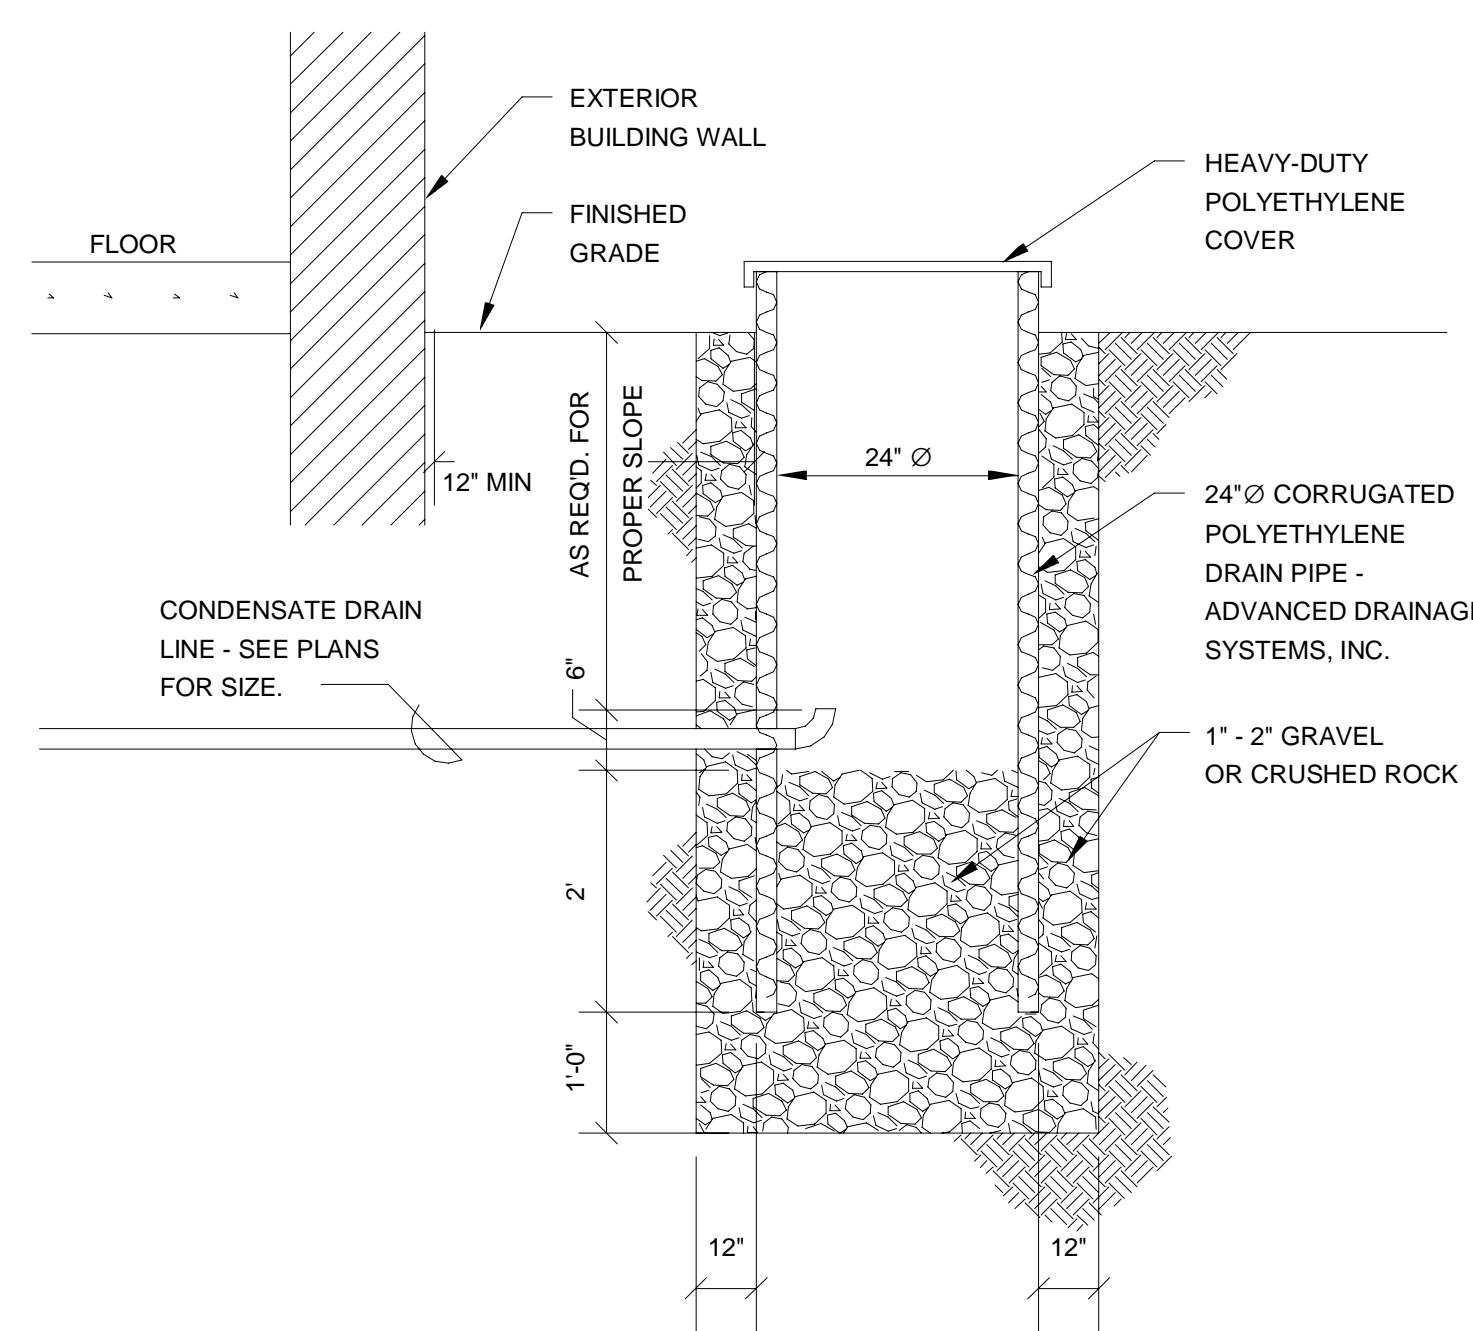 EXTERIOR
BUILDING WALL
HEAVY-DUTY
POLYETHYLENE
COVER
FINISHED
GRADE
FLOOR
AS REQ'D. FOR
PROPER SLOPE
12" MIN
24" Ø
24"Ø CORRUGATED
POLYETHYLENE
DRAIN PIPE -
ADVANCED DRAINAGE
SYSTEMS, INC.
CONDENSATE DRAIN
LINE - SEE PLANS
FOR SIZE.
6"
1" - 2" GRAVEL
OR CRUSHED ROCK
2'
1'-0"
12"
12"